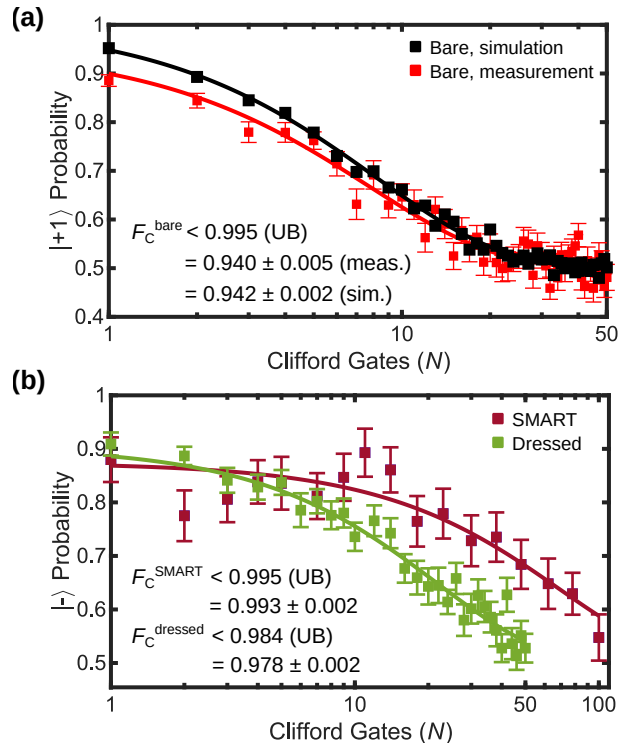 (a)
Bare, simulation
Bare, measurement
|+1⟩ Probability
1
0.9
0.8
0.7
0.6
0.5
0.4
F_C^bare < 0.995 (UB)
= 0.940 ± 0.005 (meas.)
= 0.942 ± 0.002 (sim.)
1 10 50
Clifford Gates (N)
(b)
SMART
Dressed
|-⟩ Probability
1
0.9
0.8
0.7
0.6
0.5
F_C^SMART < 0.995 (UB)
= 0.993 ± 0.002
F_C^dressed < 0.984 (UB)
= 0.978 ± 0.002
1 10 50 100
Clifford Gates (N)